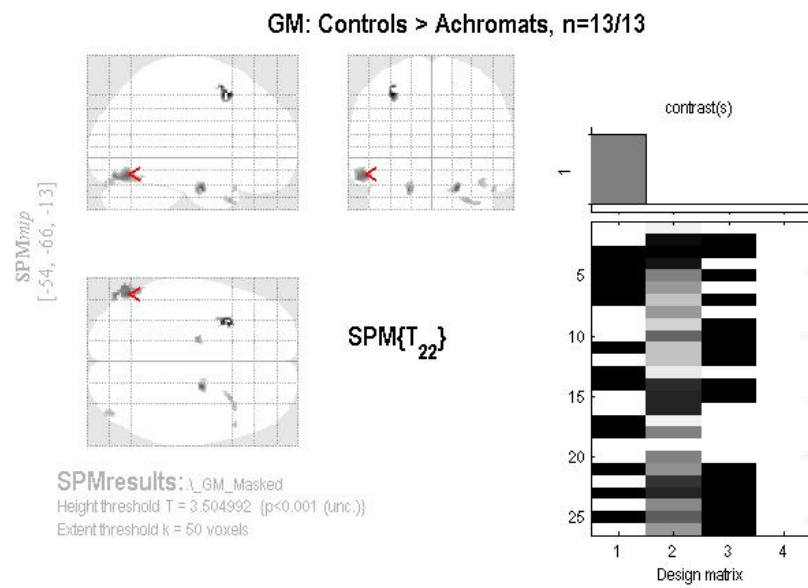 GM: Controls > Achromats, n=13/13
SPMmip
[-54, -66, -13]
SPM{T22}
SPMresults: .\_GM_Masked
Height threshold T = 3.504992 {p<0.001 (unc.)}
Extent threshold k = 50 voxels
contrast(s)
1
5
10
15
20
25
1 2 3 4
Design matrix